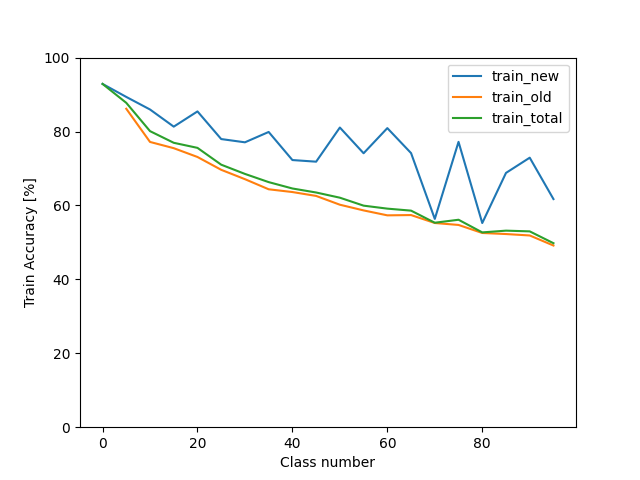 100
80
60
40
20
0
Train Accuracy [%]
train_new
train_old
train_total
0 20 40 60 80
Class number